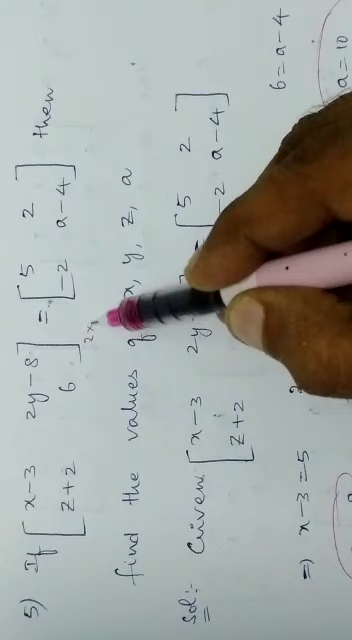 5) If [x-3 2y-8 = [5 2 then
z+2 6]2x -2 a-4]
find the values x, y, z, a
Sol:- Given [x-3 2y = [5 2
z+2 -2 a-4]
=) x-3=5 6=a-4
a=10